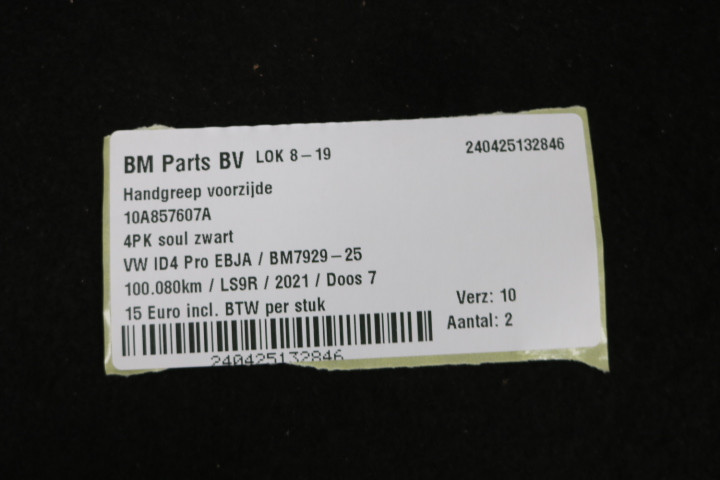 BM Parts BV LOK 8-19 240425132846
Handgreep voorzijde
10A857607A
4PK soul zwart
VW ID4 Pro EBJA / BM7929-25
100.080km / LS9R / 2021 / Doos 7
15 Euro incl. BTW per stuk
Verz: 10
Aantal: 2
240425132846